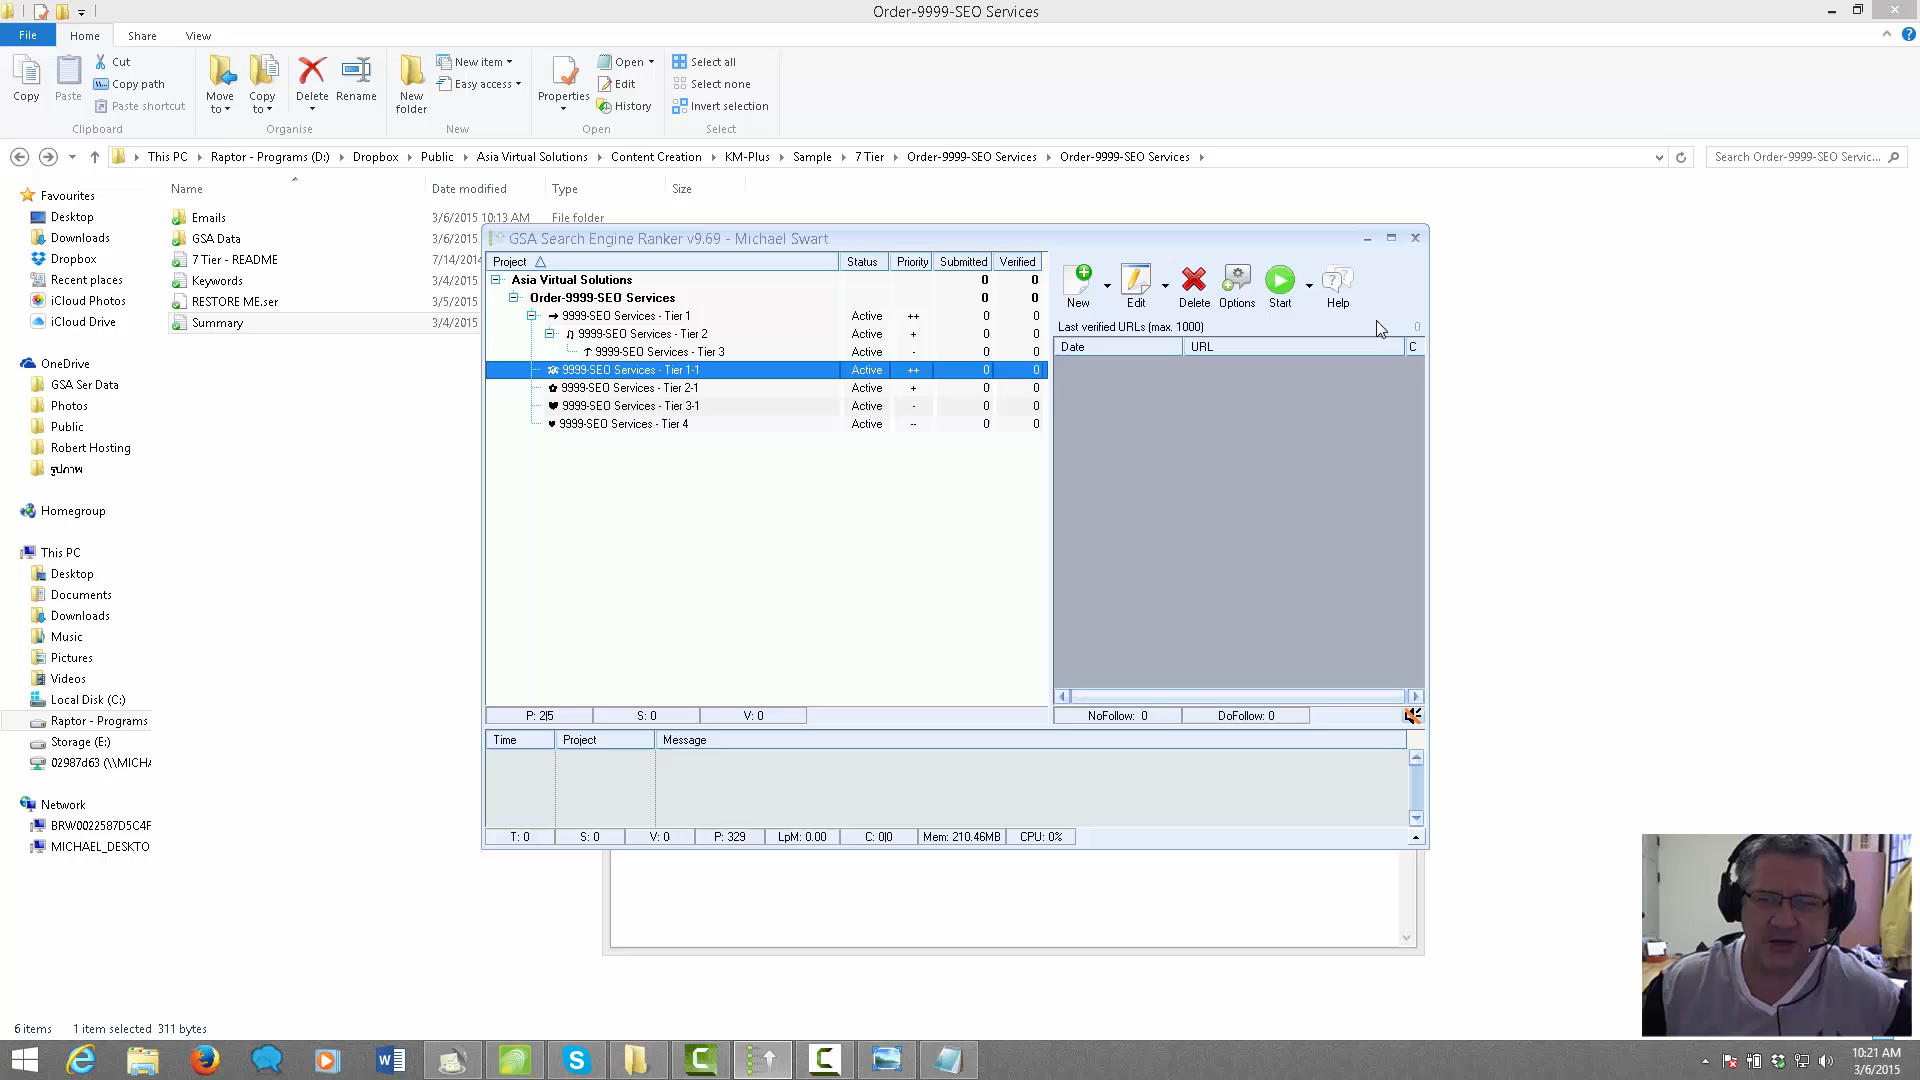 Order-9999-SEO Services
File Home Share View
Copy
Paste
Cut
Copy path
Paste shortcut
Clipboard
Move to
Copy to
Delete
Rename
Organise
New folder
New item
Easy access
New
Properties
Open
Edit
History
Open
Select all
Select none
Invert selection
Select
This PC Raptor - Programs (D:) Dropbox Public Asia Virtual Solutions Content Creation KM-Plus Sample 7 Tier Order-9999-SEO Services Order-9999-SEO Services
Search Order-9999-SEO Servic...
Name Date modified Type Size
Emails 3/6/2015 10:13 AM File folder
GSA Data 3/6/2015
7 Tier - README 7/14/2014
Keywords 3/4/2015
RESTORE ME.ser 3/5/2015
Summary 3/4/2015
Favourites
Desktop
Downloads
Dropbox
Recent places
iCloud Photos
iCloud Drive
OneDrive
GSA Ser Data
Photos
Public
Robert Hosting
รูปภาพ
Homegroup
This PC
Desktop
Documents
Downloads
Music
Pictures
Videos
Local Disk (C:)
Raptor - Programs
Storage (E:)
02987d63 (\\MICHA
Network
BRW0022587D5C4F
MICHAEL_DESKTO
GSA Search Engine Ranker v9.69 - Michael Swart
Project Status Priority Submitted Verified
Asia Virtual Solutions 0 0
Order-9999-SEO Services 0 0
9999-SEO Services - Tier 1 Active ++ 0 0
9999-SEO Services - Tier 2 Active + 0 0
9999-SEO Services - Tier 3 Active - 0 0
9999-SEO Services - Tier 1-1 Active ++ 0 0
9999-SEO Services - Tier 2-1 Active + 0 0
9999-SEO Services - Tier 3-1 Active - 0 0
9999-SEO Services - Tier 4 Active -- 0 0
New Edit Delete Options Start Help
Last verified URLs (max. 1000) 0
Date URL C
P: 2|5 S: 0 V: 0
NoFollow: 0 DoFollow: 0
Time Project Message
T: 0 S: 0 V: 0 P: 329 LpM: 0.00 C: 0|0 Mem: 210.46MB CPU: 0%
6 items 1 item selected 311 bytes
10:21 AM
3/6/2015